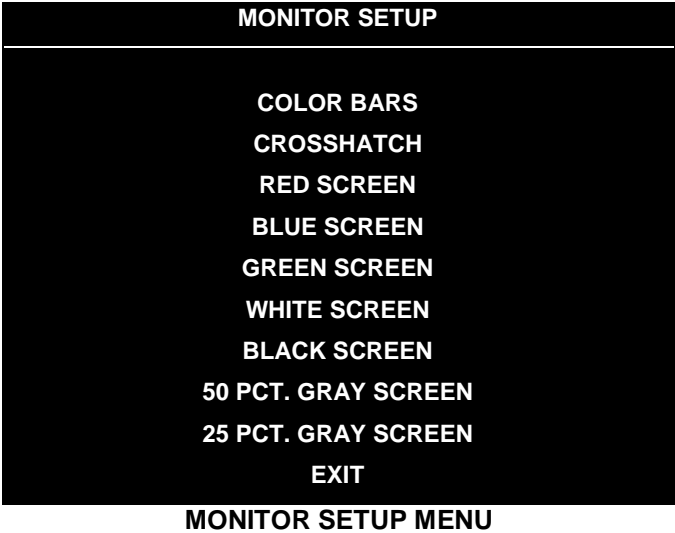 MONITOR SETUP
COLOR BARS
CROSSHATCH
RED SCREEN
BLUE SCREEN
GREEN SCREEN
WHITE SCREEN
BLACK SCREEN
50 PCT. GRAY SCREEN
25 PCT. GRAY SCREEN
EXIT
MONITOR SETUP MENU